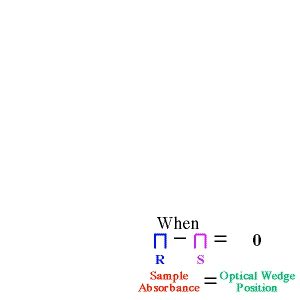 When
− = 0
R S
Sample Absorbance = Optical Wedge Position